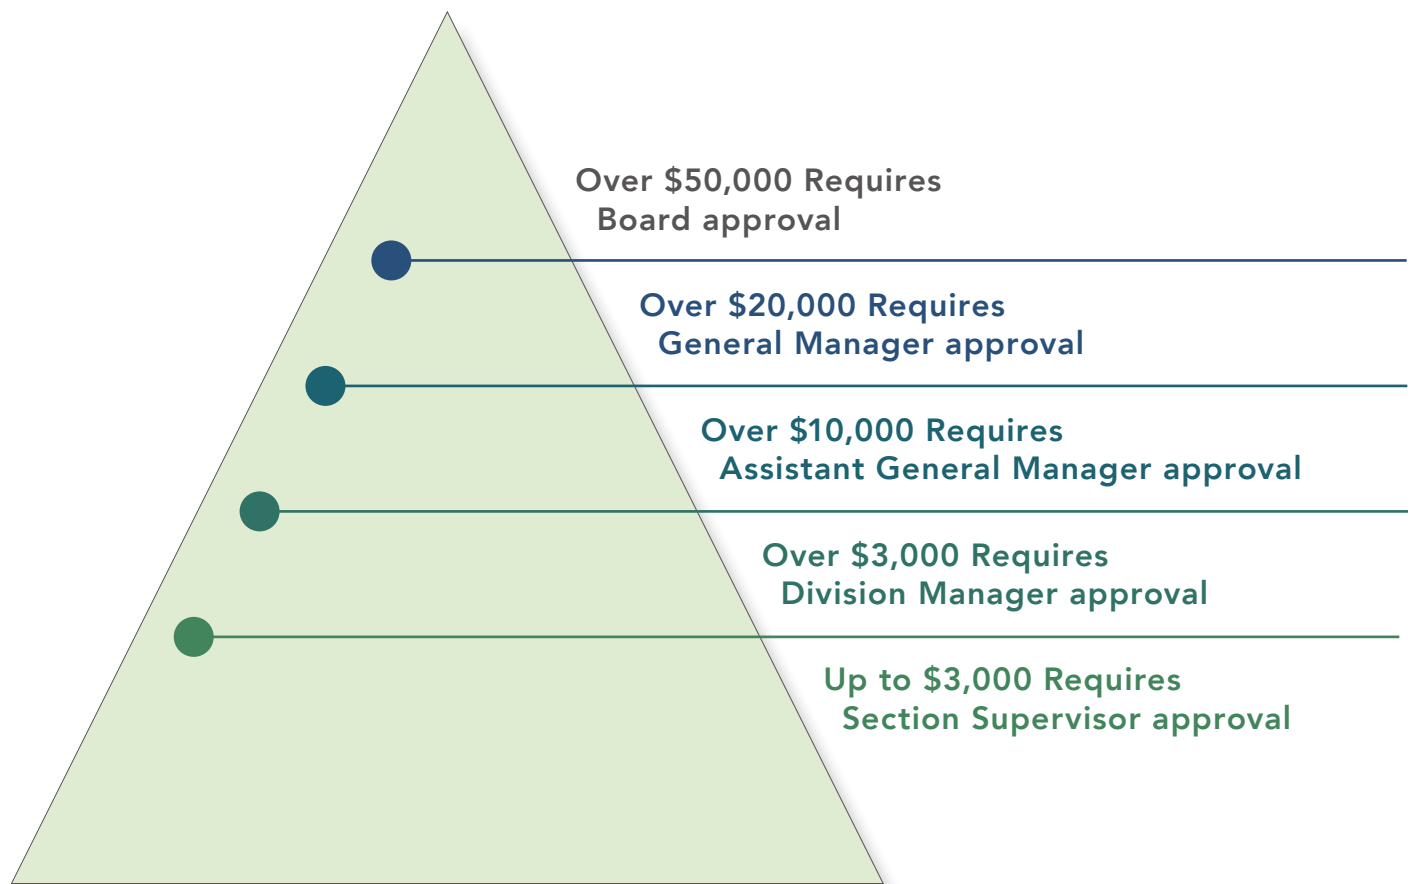 Over $50,000 Requires
Board approval
Over $20,000 Requires
General Manager approval
Over $10,000 Requires
Assistant General Manager approval
Over $3,000 Requires
Division Manager approval
Up to $3,000 Requires
Section Supervisor approval